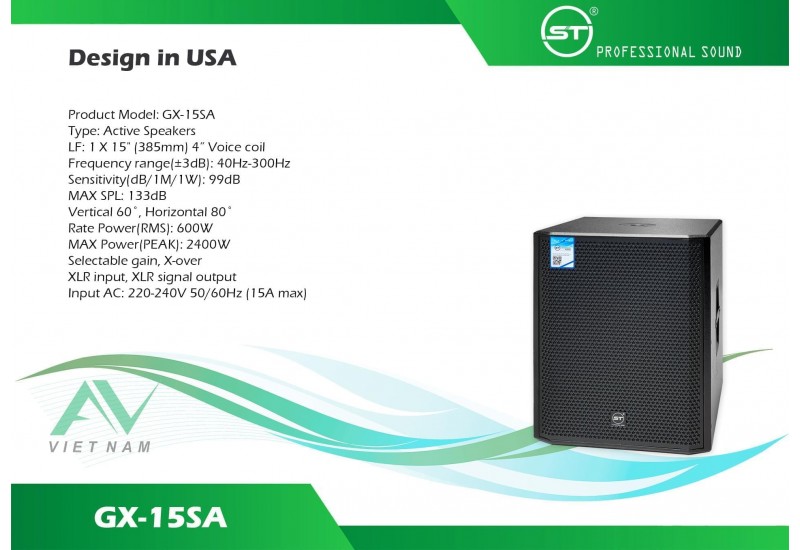 ST®
PROFESSIONAL SOUND
Design in USA
Product Model: GX-15SA
Type: Active Speakers
LF: 1 X 15" (385mm) 4” Voice coil
Frequency range(±3dB): 40Hz-300Hz
Sensitivity(dB/1M/1W): 99dB
MAX SPL: 133dB
Vertical 60˚, Horizontal 80˚
Rate Power(RMS): 600W
MAX Power(PEAK): 2400W
Selectable gain, X-over
XLR input, XLR signal output
Input AC: 220-240V 50/60Hz (15A max)
ST
AV
VIET NAM
GX-15SA